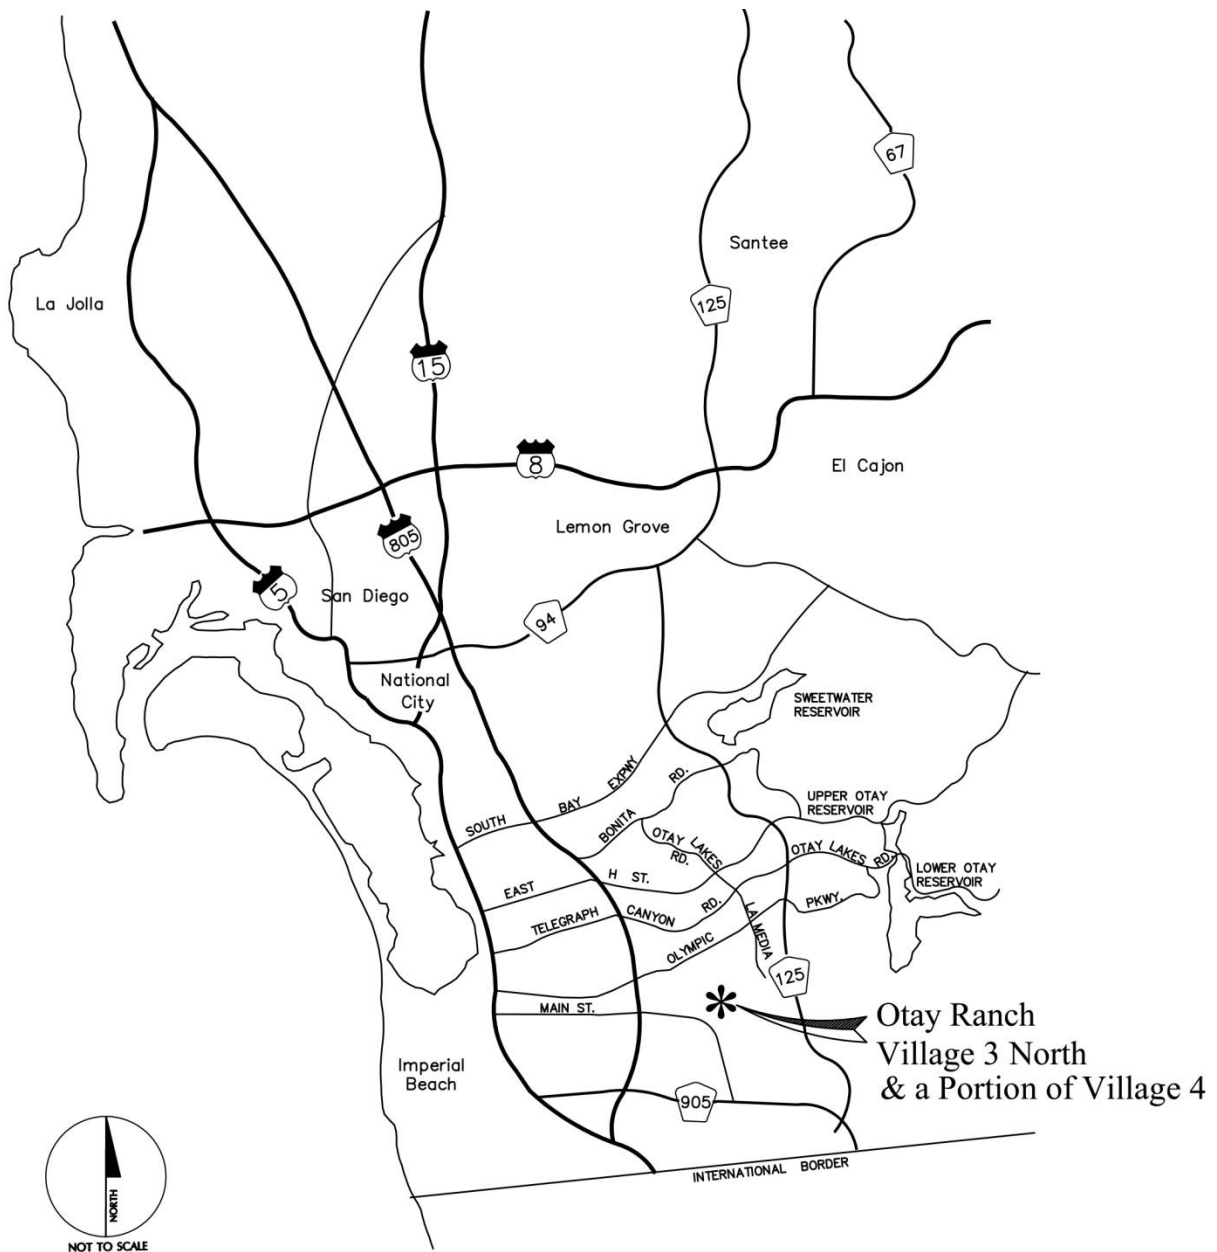 67
Santee
La Jolla
125
15
El Cajon
8
Lemon Grove
805
5
San Diego
94
National
City
SWEETWATER
RESERVOIR
SOUTH BAY EXPWY
BONITA RD.
UPPER OTAY
RESERVOIR
OTAY LAKES
RD.
OTAY LAKES RD.
LOWER OTAY
RESERVOIR
EAST H ST.
TELEGRAPH CANYON RD.
OLYMPIC PKWY.
LA MEDIA
125
MAIN ST.
Otay Ranch
Village 3 North
& a Portion of Village 4
Imperial
Beach
905
INTERNATIONAL BORDER
NORTH
NOT TO SCALE